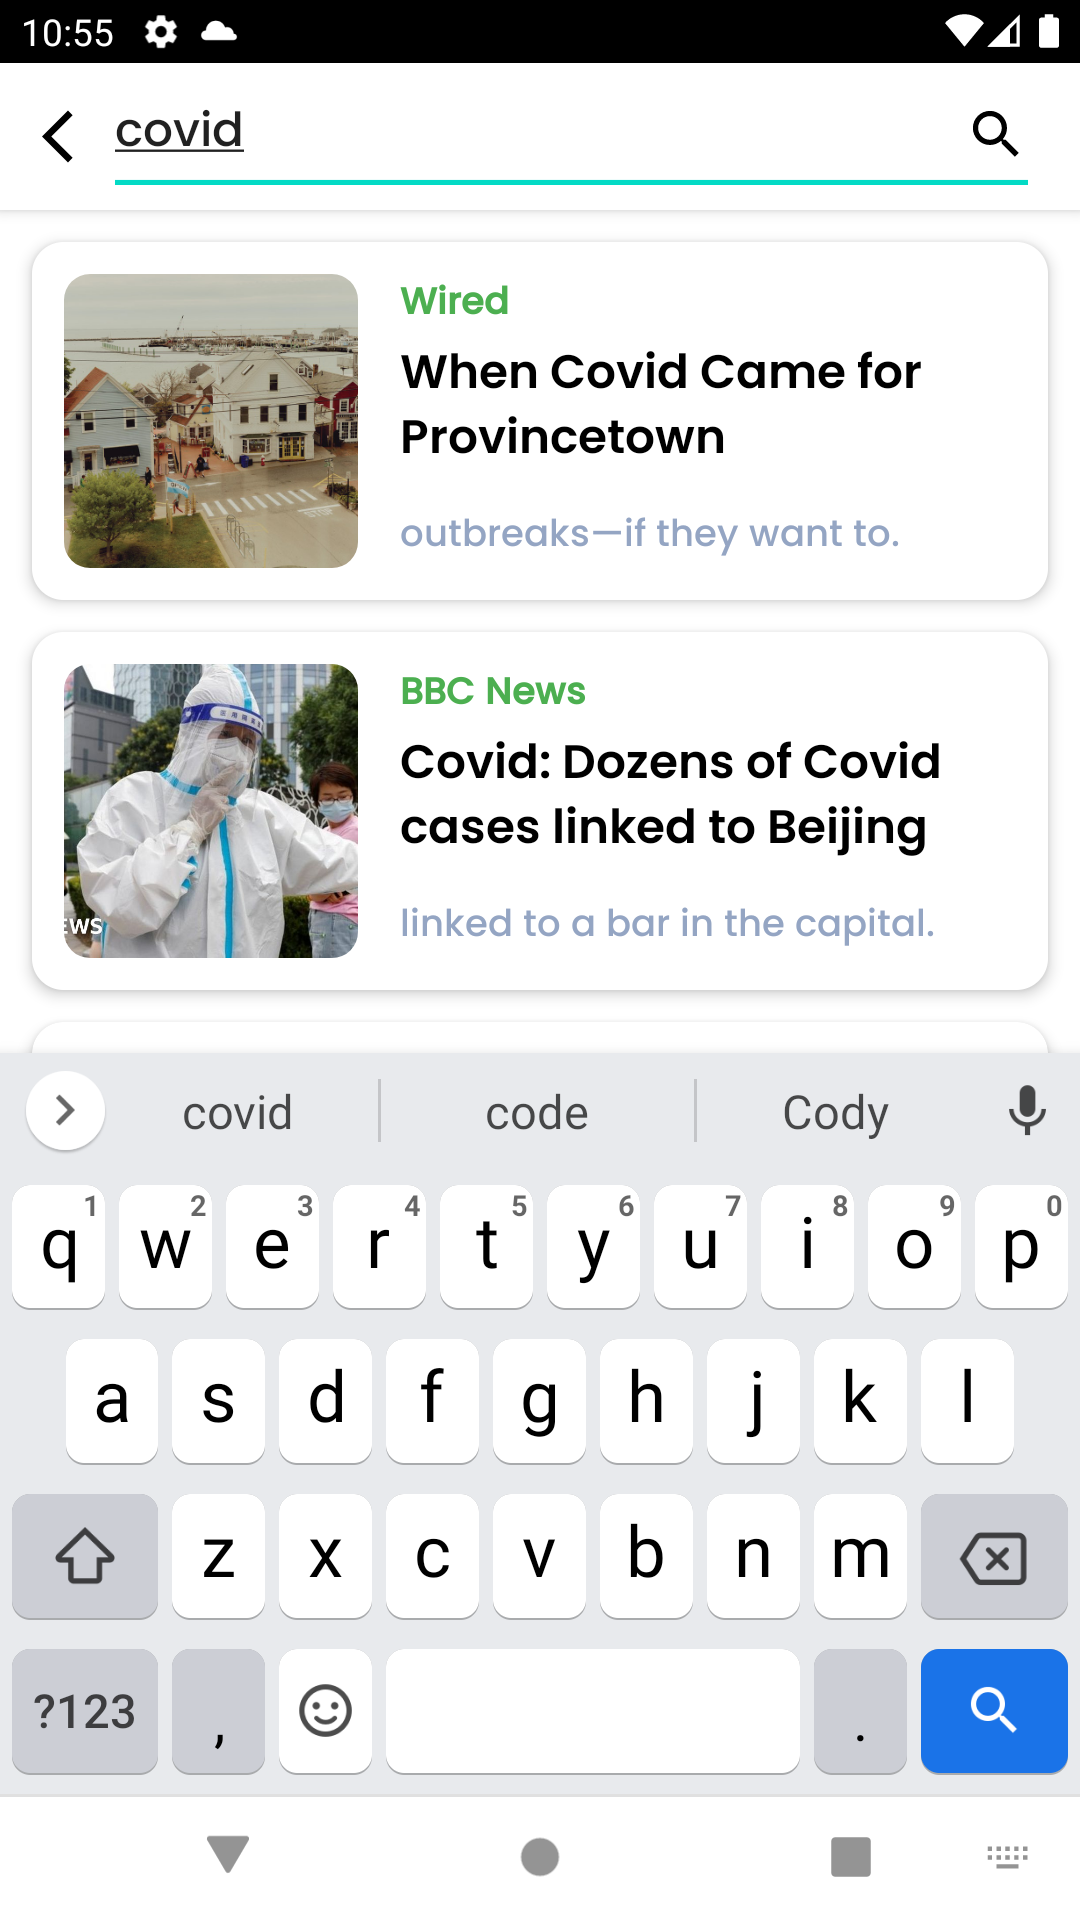 10:55
covid
Wired
When Covid Came for
Provincetown
outbreaks—if they want to.
BBC News
Covid: Dozens of Covid
cases linked to Beijing
linked to a bar in the capital.
EWS
covid code Cody
q 1 w 2 e 3 r 4 t 5 y 6 u 7 i 8 o 9 p 0
a s d f g h j k l
z x c v b n m
?123 , .